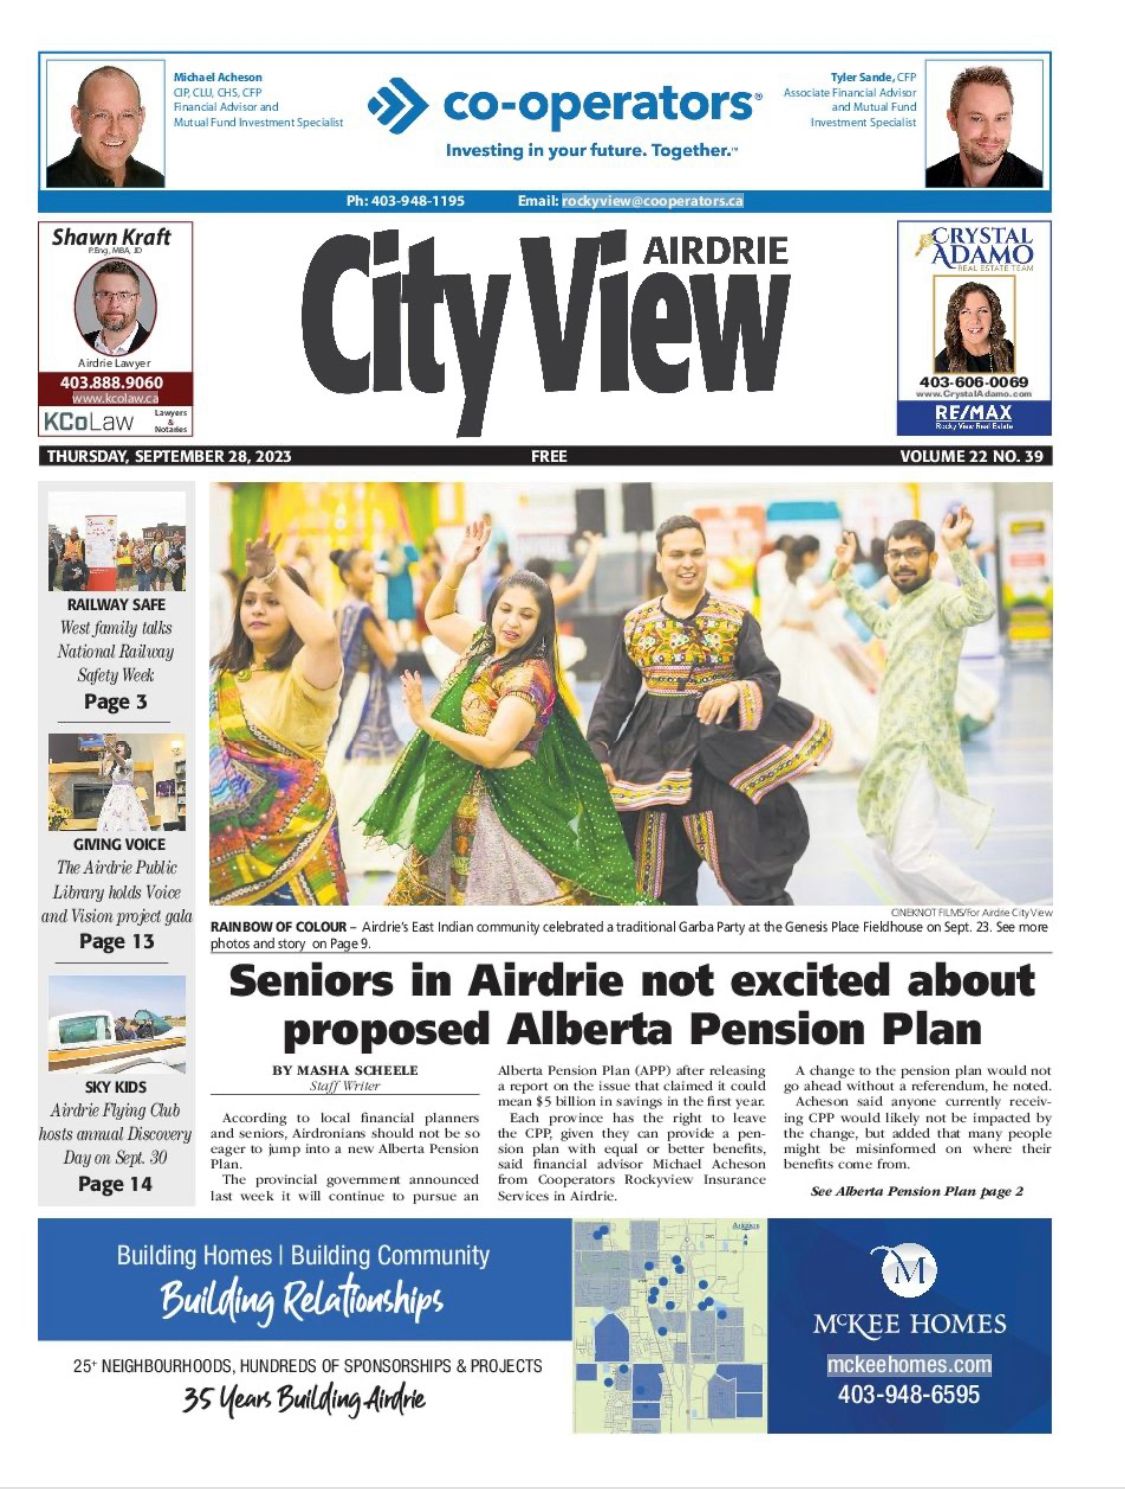 Michael Acheson
CIP, CLU, CHS, CFP
Financial Advisor and
Mutual Fund Investment Specialist
co-operators®
Investing in your future. Together.™
Tyler Sande, CFP
Associate Financial Advisor
and Mutual Fund
Investment Specialist
Ph: 403-948-1195 Email: rockyview@cooperators.ca
Shawn Kraft
P.Eng, MBA, JD
Airdrie Lawyer
403.888.9060
www.kcolaw.ca
KCoLaw
Lawyers
&
Notaries
AIRDRIE
City View
CRYSTAL
ADAMO
REAL ESTATE TEAM
403-606-0069
www.CrystalAdamo.com
RE/MAX
Rocky View Real Estate
THURSDAY, SEPTEMBER 28, 2023 FREE VOLUME 22 NO. 39
RAILWAY SAFE
West family talks
National Railway
Safety Week
Page 3
GIVING VOICE
The Airdrie Public
Library holds Voice
and Vision project gala
Page 13
SKY KIDS
Airdrie Flying Club
hosts annual Discovery
Day on Sept. 30
Page 14
CINEKNOT FILMS/For Airdrie City View
RAINBOW OF COLOUR – Airdrie's East Indian community celebrated a traditional Garba Party at the Genesis Place Fieldhouse on Sept. 23. See more
photos and story on Page 9.
Seniors in Airdrie not excited about
proposed Alberta Pension Plan
BY MASHA SCHEELE
Staff Writer
According to local financial planners
and seniors, Airdronians should not be so
eager to jump into a new Alberta Pension
Plan.
The provincial government announced
last week it will continue to pursue an
Alberta Pension Plan (APP) after releasing
a report on the issue that claimed it could
mean $5 billion in savings in the first year.
Each province has the right to leave
the CPP, given they can provide a pen-
sion plan with equal or better benefits,
said financial advisor Michael Acheson
from Cooperators Rockyview Insurance
Services in Airdrie.
A change to the pension plan would not
go ahead without a referendum, he noted.
Acheson said anyone currently receiv-
ing CPP would likely not be impacted by
the change, but added that many people
might be misinformed on where their
benefits come from.
See Alberta Pension Plan page 2
Building Homes | Building Community
Building Relationships
25+ NEIGHBOURHOODS, HUNDREDS OF SPONSORSHIPS & PROJECTS
35 Years Building Airdrie
M
McKEE HOMES
mckeehomes.com
403-948-6595